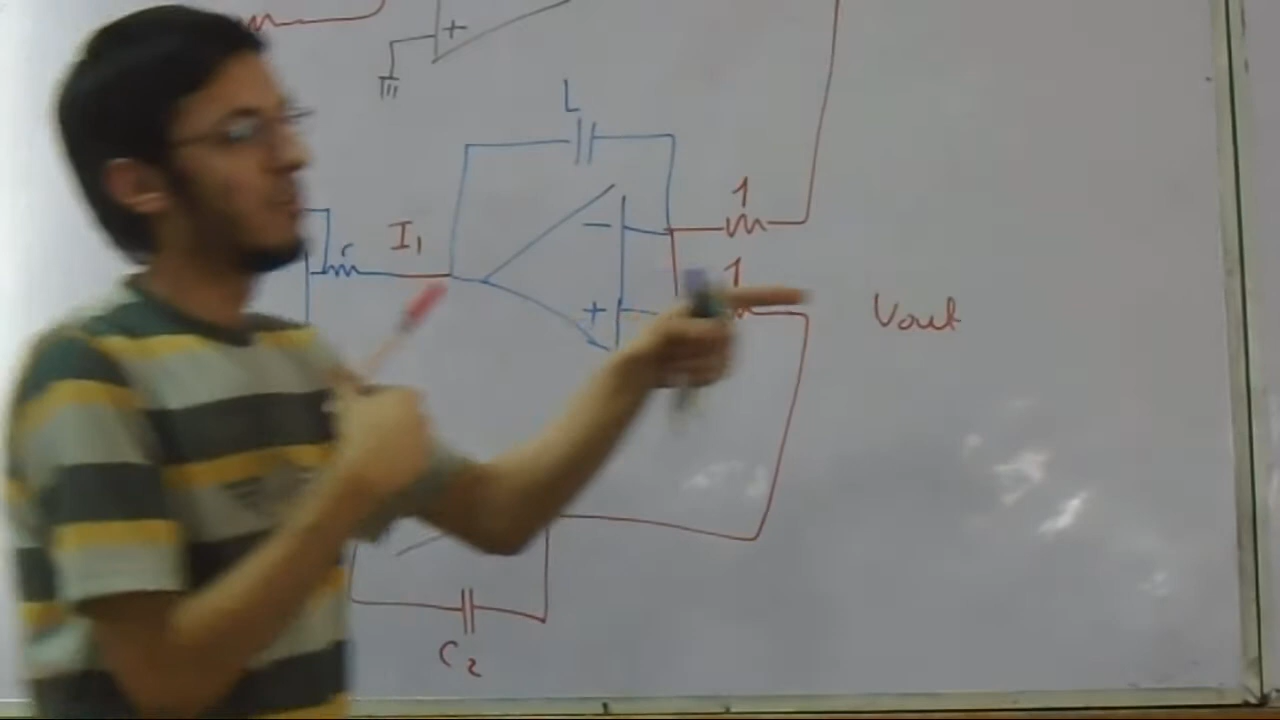 +
L
I₁
r
−
1
1
+
Vout
C₂